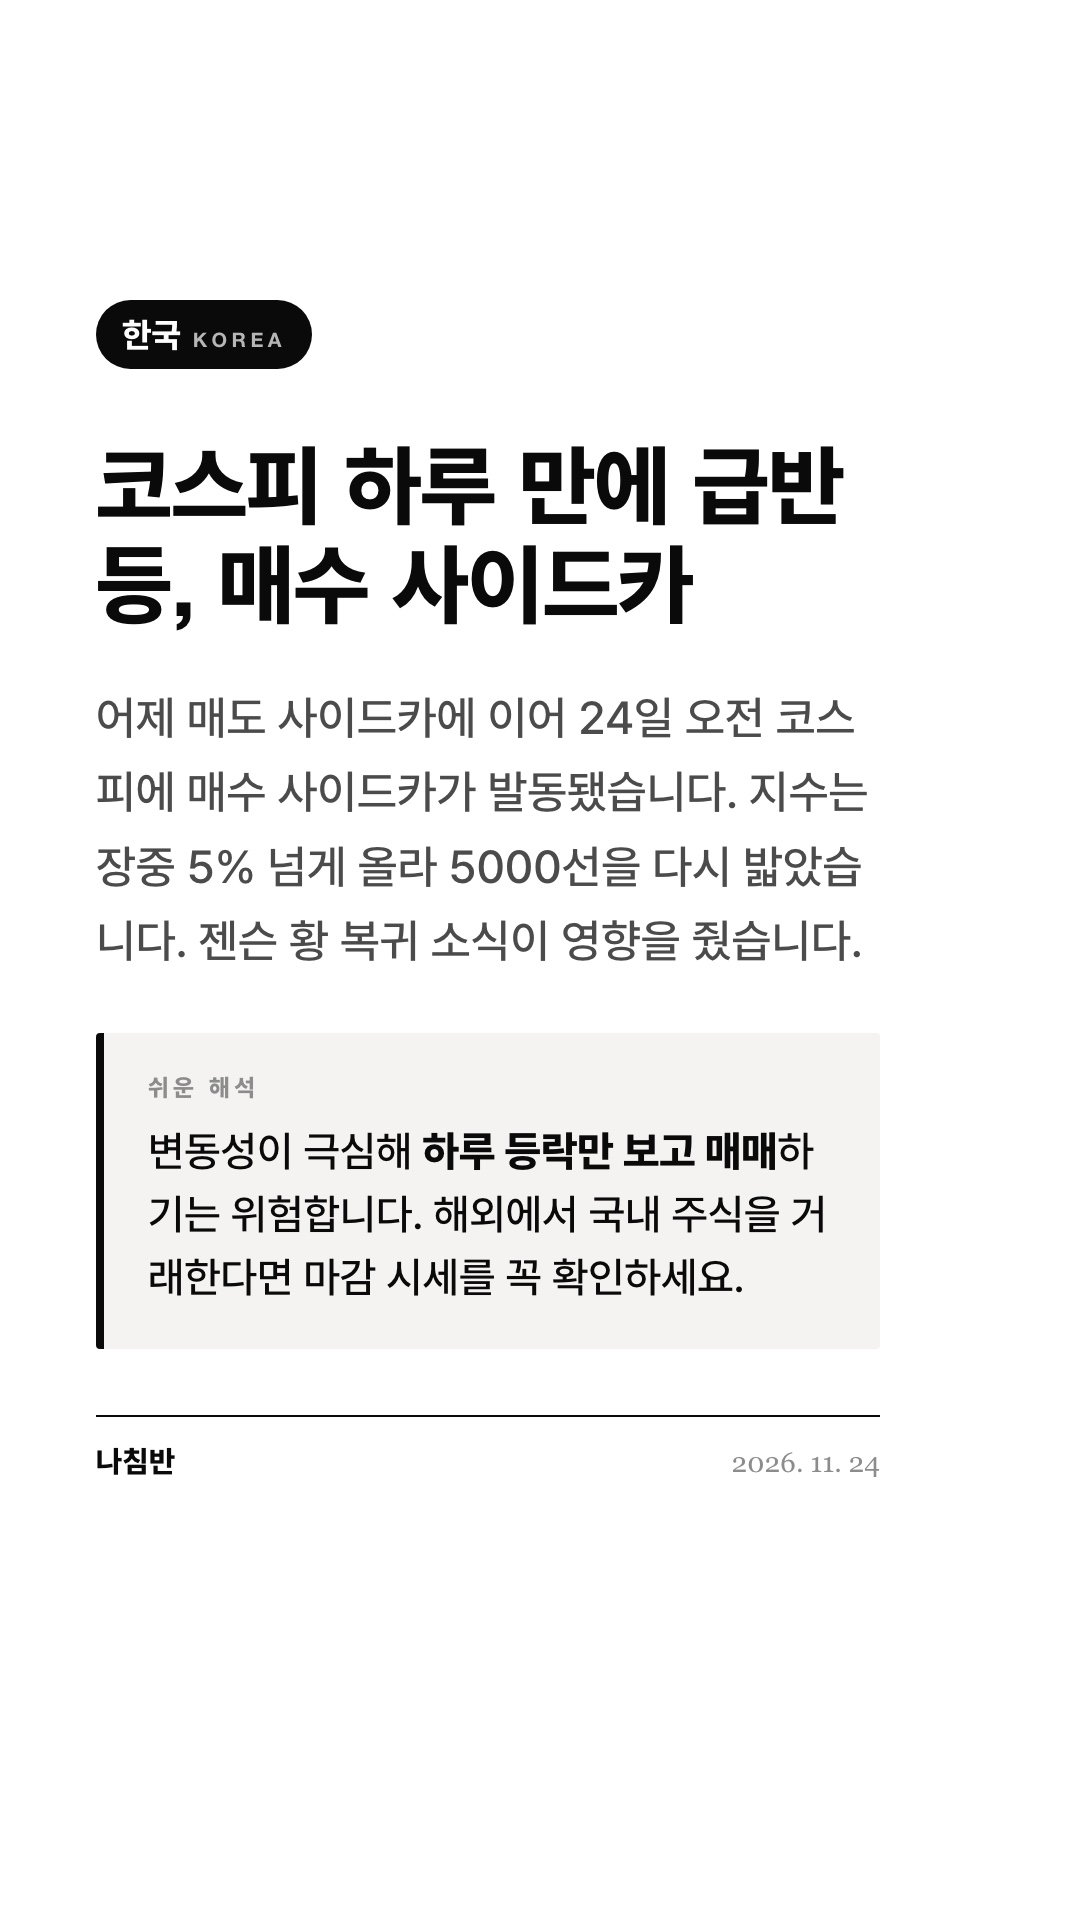 한국 KOREA
코스피 하루 만에 급반
등, 매수 사이드카
어제 매도 사이드카에 이어 24일 오전 코스
피에 매수 사이드카가 발동됐습니다. 지수는
장중 5% 넘게 올라 5000선을 다시 밟았습
니다. 젠슨 황 복귀 소식이 영향을 줬습니다.
쉬운 해석
변동성이 극심해 하루 등락만 보고 매매하
기는 위험합니다. 해외에서 국내 주식을 거
래한다면 마감 시세를 꼭 확인하세요.
나침반
2026. 11. 24